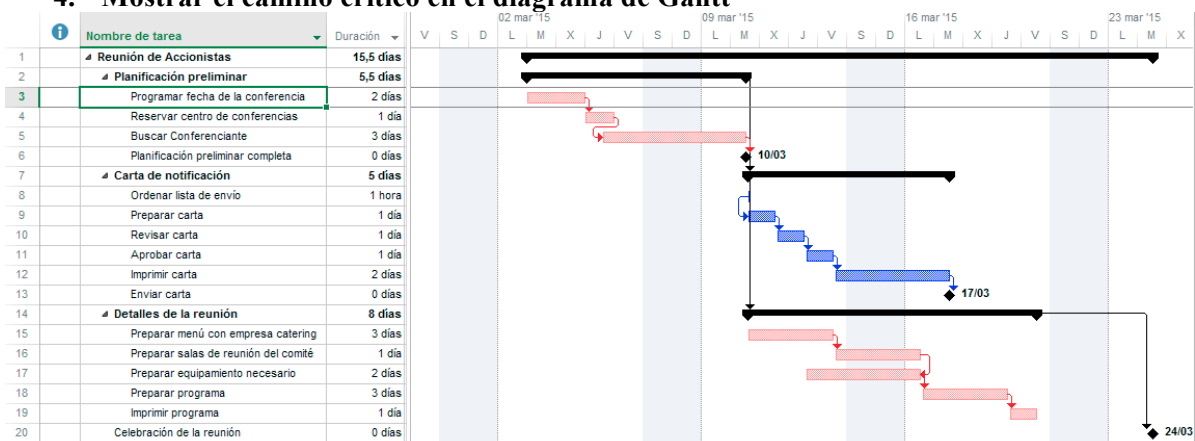 4. Mostrar el camino crítico en el diagrama de Gantt
02 mar '15 09 mar '15 16 mar '15 23 mar '15
Nombre de tarea Duración V S D L M X J V S D L M X J V S D L M X J V S D L M X
1 Reunión de Accionistas 15,5 días
2 Planificación preliminar 5,5 días
3 Programar fecha de la conferencia 2 días
4 Reservar centro de conferencias 1 día
5 Buscar Conferenciante 3 días
6 Planificación preliminar completa 0 días 10/03
7 Carta de notificación 5 días
8 Ordenar lista de envío 1 hora
9 Preparar carta 1 día
10 Revisar carta 1 día
11 Aprobar carta 1 día
12 Imprimir carta 2 días
13 Enviar carta 0 días 17/03
14 Detalles de la reunión 8 días
15 Preparar menú con empresa catering 3 días
16 Preparar salas de reunión del comité 1 día
17 Preparar equipamiento necesario 2 días
18 Preparar programa 3 días
19 Imprimir programa 1 día
20 Celebración de la reunión 0 días 24/03